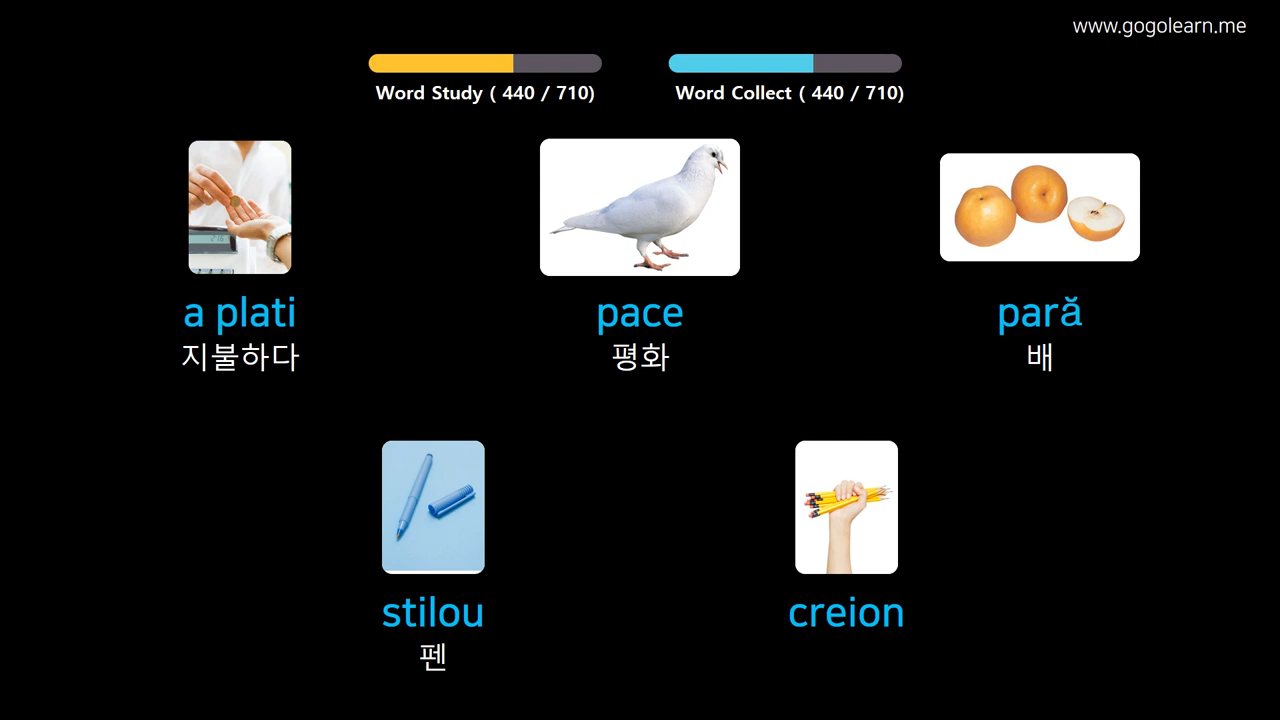 www.gogolearn.me
Word Study ( 440 / 710)
Word Collect ( 440 / 710)
a plati
지불하다
pace
평화
pară
배
stilou
펜
creion